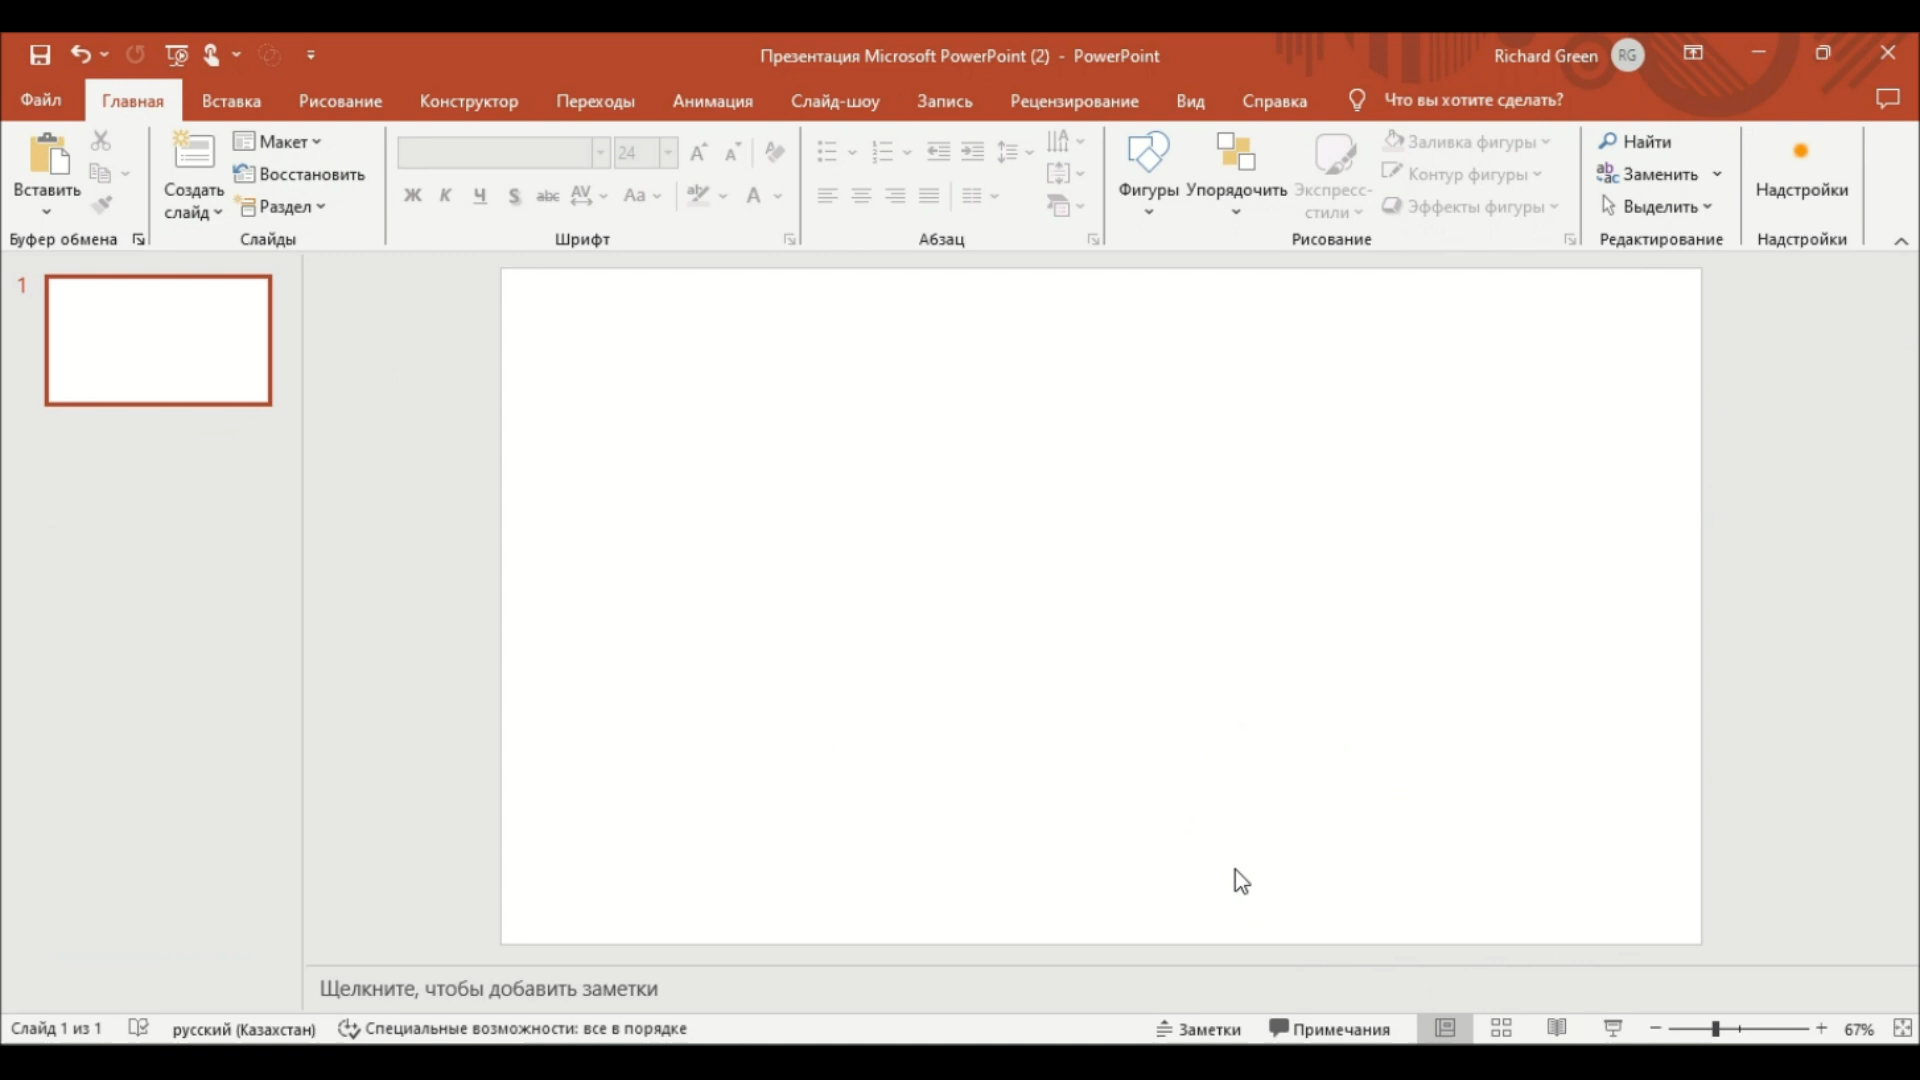 Презентация Microsoft PowerPoint (2) - PowerPoint
Richard Green RG
Файл Главная Вставка Рисование Конструктор Переходы Анимация Слайд-шоу Запись Рецензирование Вид Справка Что вы хотите сделать?
Вставить
Буфер обмена
Создать слайд
Макет
Восстановить
Раздел
Слайды
24
Ж К Ч S abc AV Aa A
Шрифт
Абзац
Фигуры
Упорядочить
Экспресс-стили
Заливка фигуры
Контур фигуры
Эффекты фигуры
Рисование
Найти
Заменить
Выделить
Редактирование
Надстройки
Надстройки
1
Щелкните, чтобы добавить заметки
Слайд 1 из 1 русский (Казахстан) Специальные возможности: все в порядке Заметки Примечания 67%